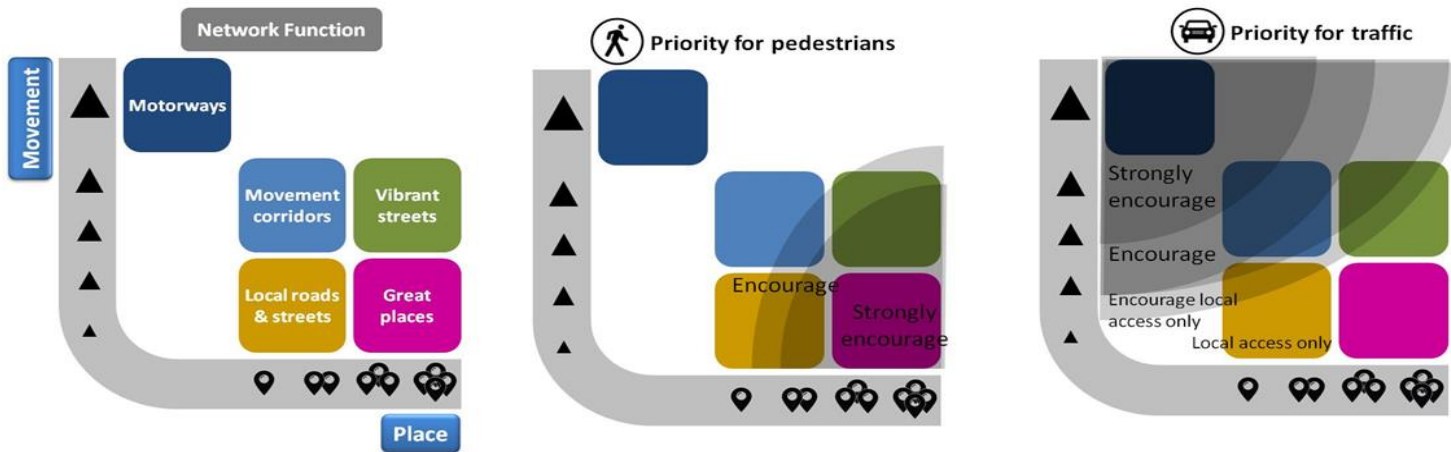 Network Function
Movement
Motorways
Movement
corridors
Vibrant
streets
Local roads
& streets
Great
places
Place
Priority for pedestrians
Encourage
Strongly
encourage
Priority for traffic
Strongly
encourage
Encourage
Encourage local
access only
Local access only